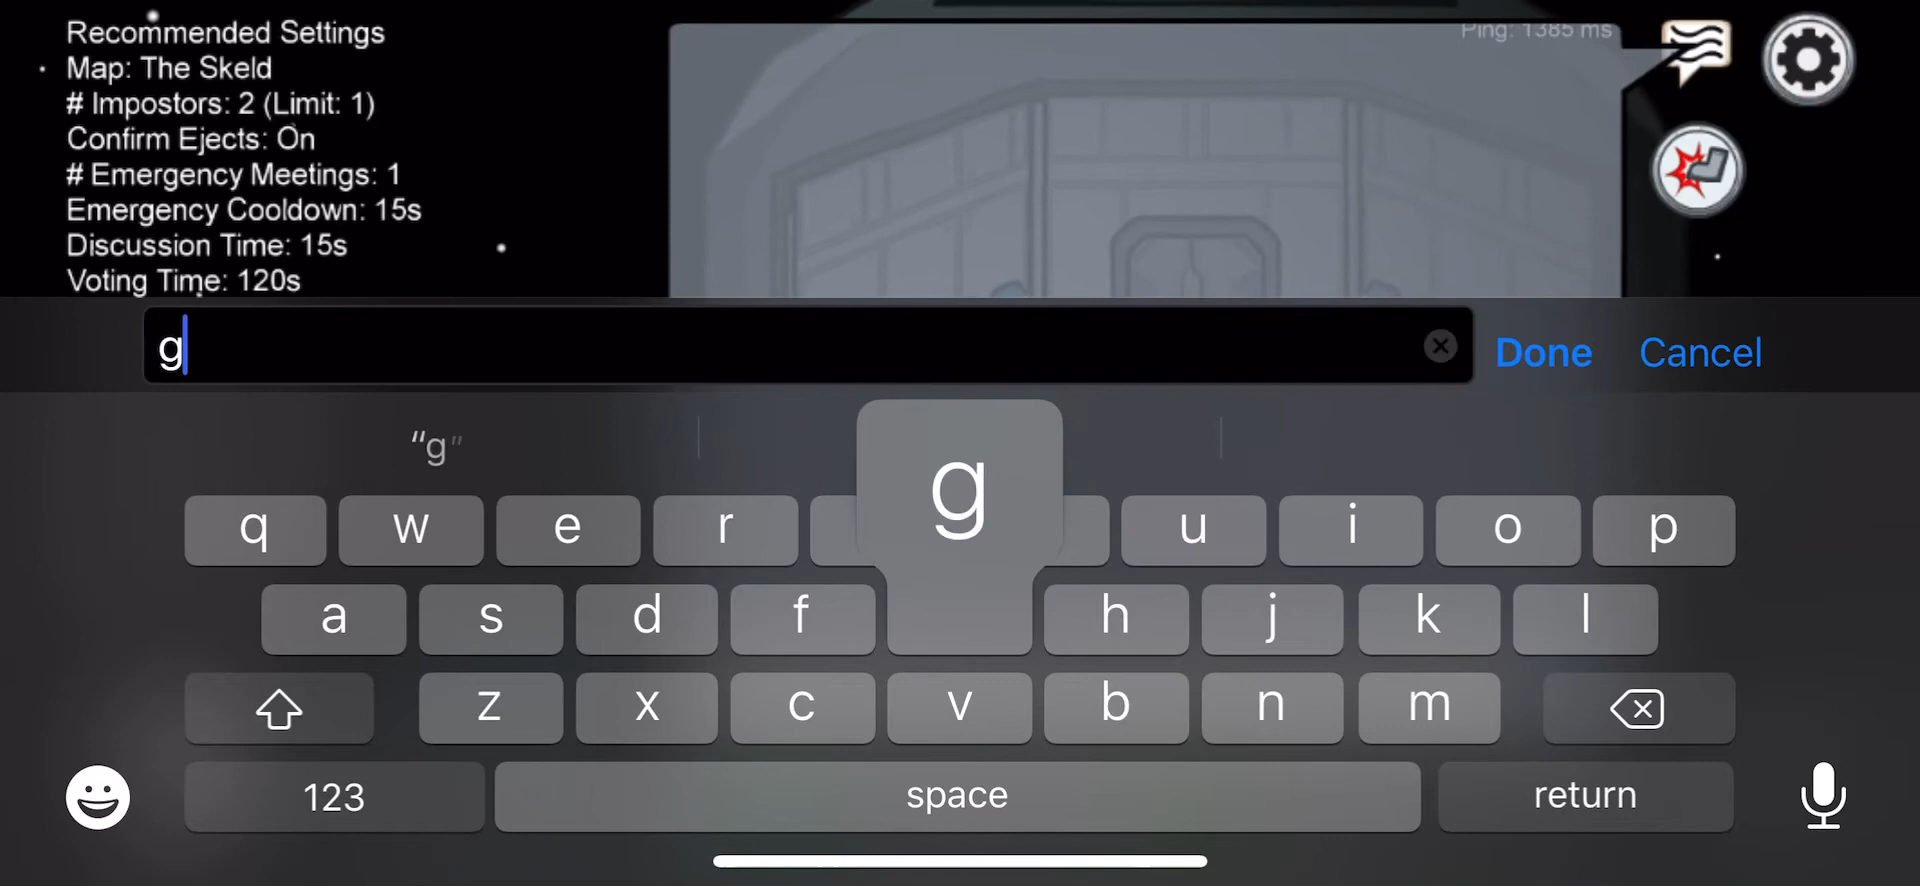 Recommended Settings
Map: The Skeld
# Impostors: 2 (Limit: 1)
Confirm Ejects: On
# Emergency Meetings: 1
Emergency Cooldown: 15s
Discussion Time: 15s
Voting Time: 120s
Ping: 1385 ms
g
Done
Cancel
“g”
g
q w e r u i o p
a s d f h j k l
z x c v b n m
123
space
return